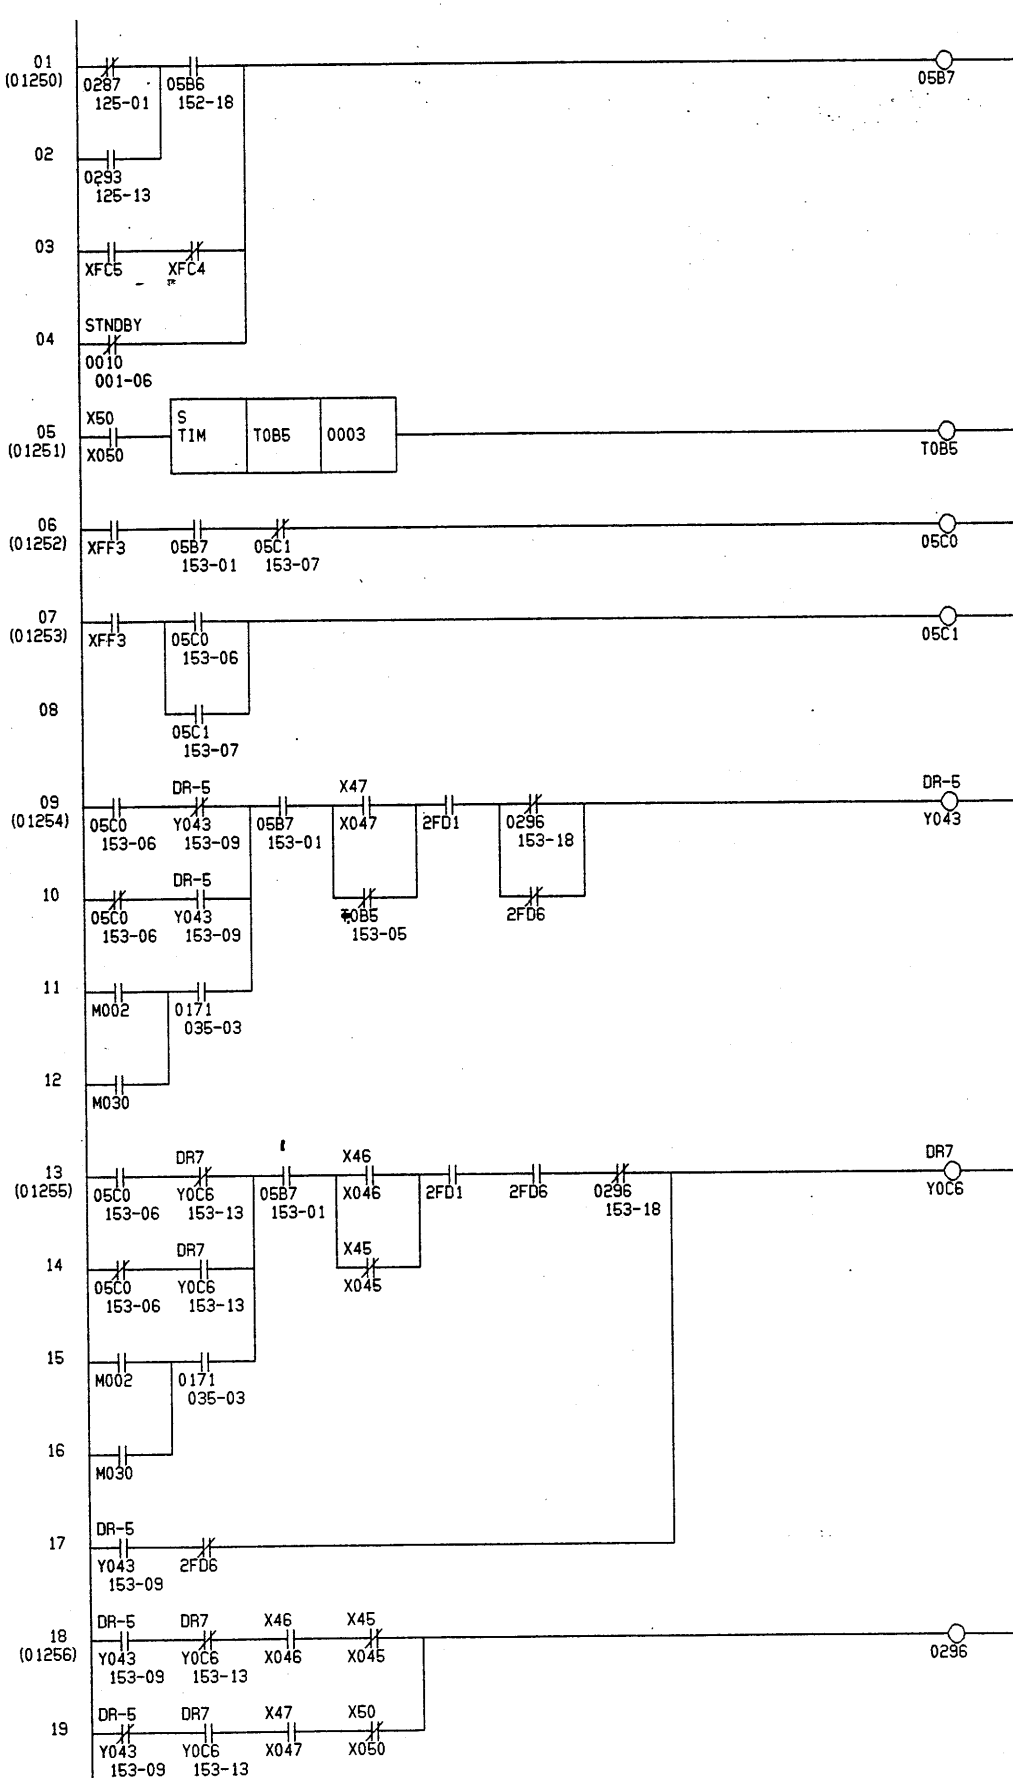 01
(01250)
0287
125-01
05B6
152-18
05B7
02
0293
125-13
03
XFC5
XFC4
04
STNDBY
0010
001-06
05
(01251)
X50
X050
S
TIM
T0B5
0003
T0B5
06
(01252)
XFF3
05B7
153-01
05C1
153-07
05C0
07
(01253)
XFF3
05C0
153-06
05C1
08
05C1
153-07
09
(01254)
05C0
153-06
DR-5
Y043
153-09
05B7
153-01
X47
X047
2FD1
0296
153-18
DR-5
Y043
10
05C0
153-06
DR-5
Y043
153-09
T0B5
153-05
2FD6
11
M002
0171
035-03
12
M030
13
(01255)
05C0
153-06
DR7
Y0C6
153-13
05B7
153-01
X46
X046
2FD1
2FD6
0296
153-18
DR7
Y0C6
14
05C0
153-06
DR7
Y0C6
153-13
X45
X045
15
M002
0171
035-03
16
M030
17
DR-5
Y043
153-09
2FD6
18
(01256)
DR-5
Y043
153-09
DR7
Y0C6
153-13
X46
X046
X45
X045
0296
19
DR-5
Y043
153-09
DR7
Y0C6
153-13
X47
X047
X50
X050